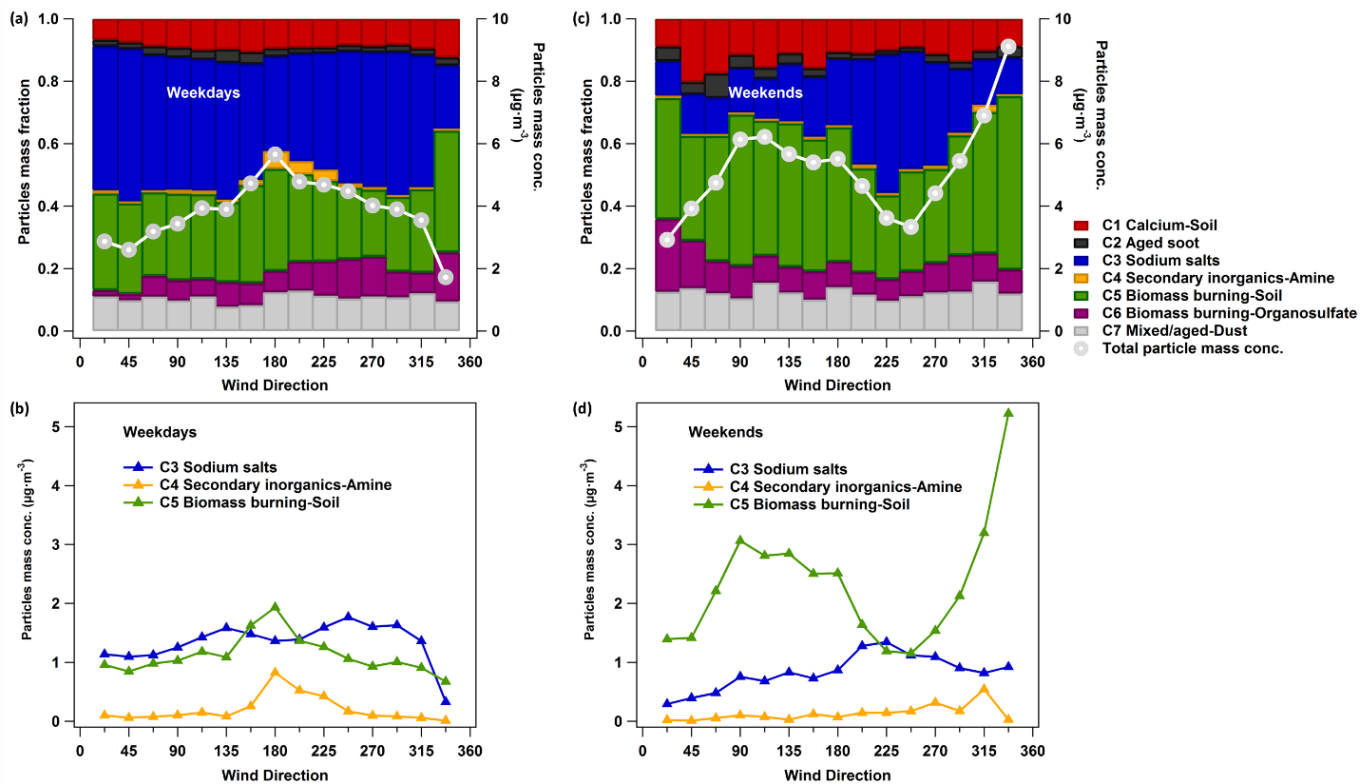 (a)
Weekdays
1.0
0.8
0.6
0.4
0.2
0.0
Particles mass fraction
10
8
6
4
2
0
Particles mass conc.
(µg·m-3)
0
45
90
135
180
225
270
315
360
Wind Direction
(c)
Weekends
1.0
0.8
0.6
0.4
0.2
0.0
Particles mass fraction
10
8
6
4
2
0
Particles mass conc.
(µg·m-3)
0
45
90
135
180
225
270
315
360
Wind Direction
C1 Calcium-Soil
C2 Aged soot
C3 Sodium salts
C4 Secondary inorganics-Amine
C5 Biomass burning-Soil
C6 Biomass burning-Organosulfate
C7 Mixed/aged-Dust
Total particle mass conc.
(b)
Weekdays
C3 Sodium salts
C4 Secondary inorganics-Amine
C5 Biomass burning-Soil
5
4
3
2
1
0
Particles mass conc. (µg·m-3)
0
45
90
135
180
225
270
315
360
Wind Direction
(d)
Weekends
C3 Sodium salts
C4 Secondary inorganics-Amine
C5 Biomass burning-Soil
5
4
3
2
1
0
Particles mass conc. (µg·m-3)
0
45
90
135
180
225
270
315
360
Wind Direction